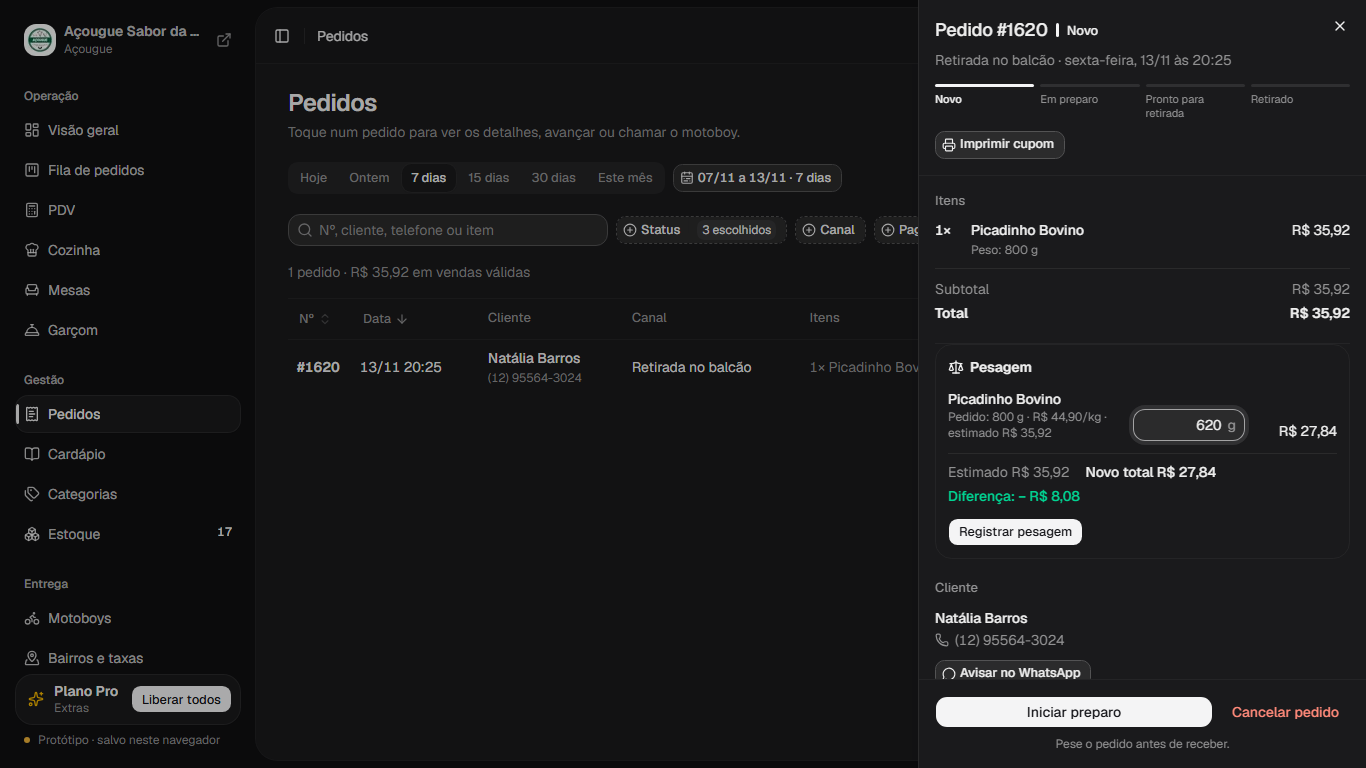 Açougue Sabor da ...
Açougue
Operação
Visão geral
Fila de pedidos
PDV
Cozinha
Mesas
Garçom
Gestão
Pedidos
Cardápio
Categorias
Estoque 17
Entrega
Motoboys
Bairros e taxas
Plano Pro
Extras
Liberar todos
Protótipo · salvo neste navegador
Pedidos
Pedidos
Toque num pedido para ver os detalhes, avançar ou chamar o motoboy.
Hoje Ontem 7 dias 15 dias 30 dias Este mês 07/11 a 13/11 · 7 dias
Nº, cliente, telefone ou item Status 3 escolhidos Canal Pag
1 pedido · R$ 35,92 em vendas válidas
Nº Data Cliente Canal Itens
#1620 13/11 20:25 Natália Barros Retirada no balcão 1× Picadinho Bov
(12) 95564-3024
Pedido #1620 Novo
Retirada no balcão · sexta-feira, 13/11 às 20:25
Novo Em preparo Pronto para Retirado
retirada
Imprimir cupom
Itens
1× Picadinho Bovino R$ 35,92
Peso: 800 g
Subtotal R$ 35,92
Total R$ 35,92
Pesagem
Picadinho Bovino
Pedido: 800 g · R$ 44,90/kg ·
estimado R$ 35,92
620 g
R$ 27,84
Estimado R$ 35,92 Novo total R$ 27,84
Diferença: − R$ 8,08
Registrar pesagem
Cliente
Natália Barros
(12) 95564-3024
Avisar no WhatsApp
Iniciar preparo Cancelar pedido
Pese o pedido antes de receber.